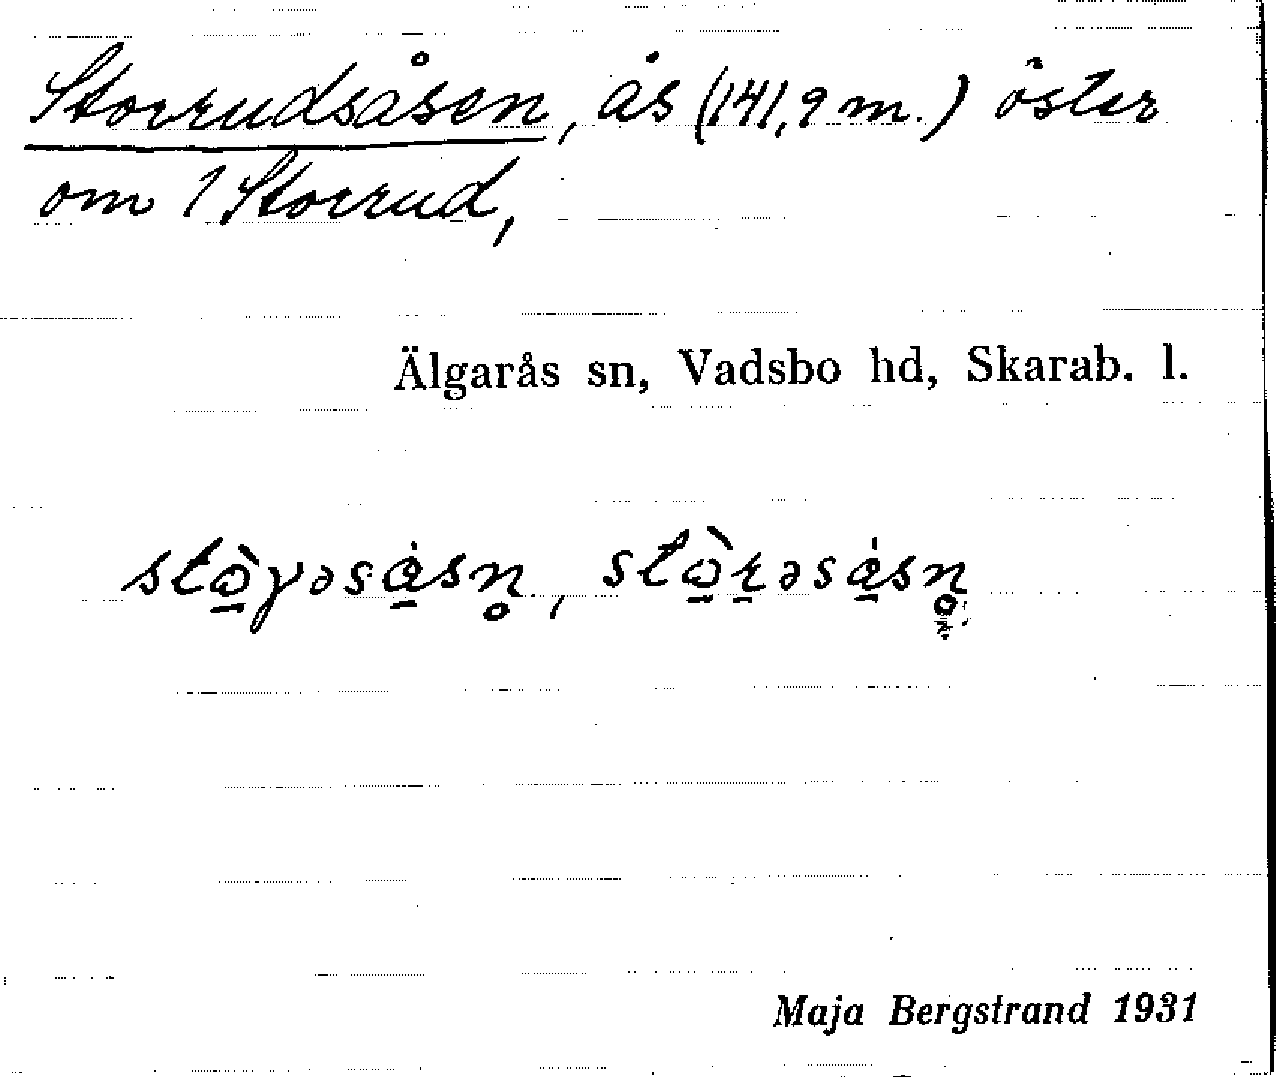 Storrudsåsen, ås (141,9 m.) öster
om 1 Storrud,
Älgarås sn, Vadsbo hd, Skarab. l.
Maja Bergstrand 1931